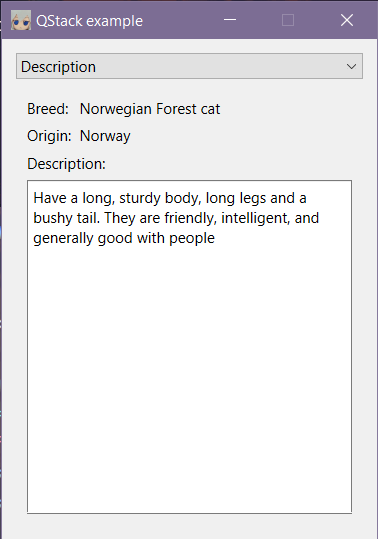 QStack example
Description
Breed: Norwegian Forest cat
Origin: Norway
Description:
Have a long, sturdy body, long legs and a
bushy tail. They are friendly, intelligent, and
generally good with people